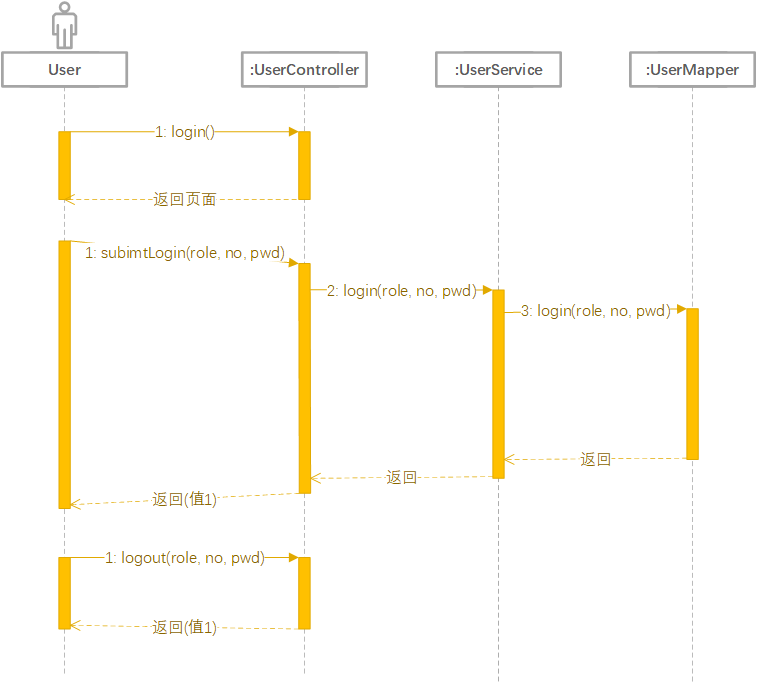 User
:UserController
:UserService
:UserMapper
1: login()
返回页面
1: subimtLogin(role, no, pwd)
2: login(role, no, pwd)
3: login(role, no, pwd)
返回
返回
返回(值1)
1: logout(role, no, pwd)
返回(值1)